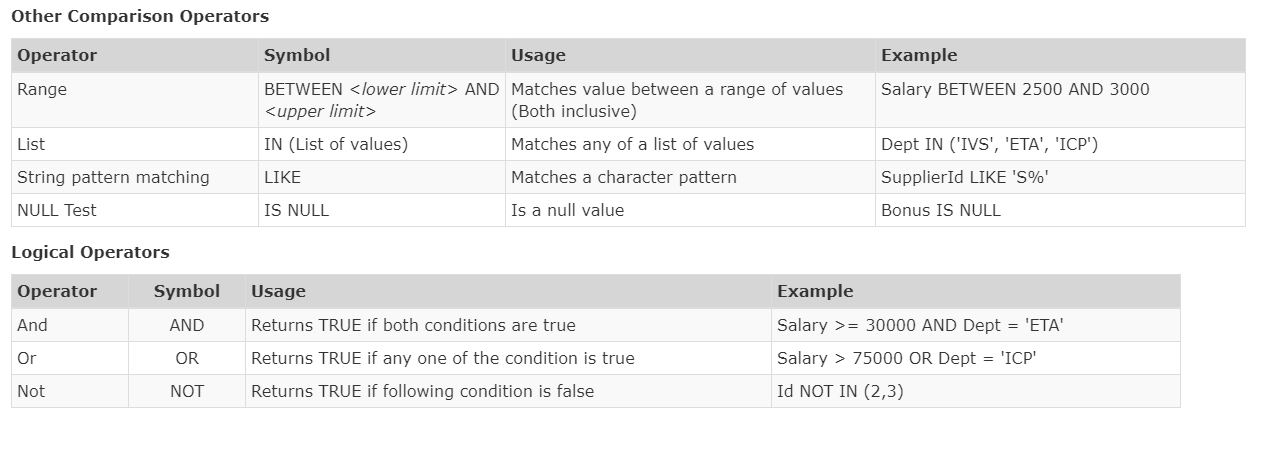 Other Comparison Operators
Operator Symbol Usage Example
Range BETWEEN <lower limit> AND Matches value between a range of values Salary BETWEEN 2500 AND 3000
<upper limit> (Both inclusive)
List IN (List of values) Matches any of a list of values Dept IN ('IVS', 'ETA', 'ICP')
String pattern matching LIKE Matches a character pattern SupplierId LIKE 'S%'
NULL Test IS NULL Is a null value Bonus IS NULL
Logical Operators
Operator Symbol Usage Example
And AND Returns TRUE if both conditions are true Salary >= 30000 AND Dept = 'ETA'
Or OR Returns TRUE if any one of the condition is true Salary > 75000 OR Dept = 'ICP'
Not NOT Returns TRUE if following condition is false Id NOT IN (2,3)